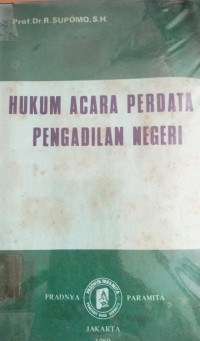 Prof. Dr. R. SUPOMO, S.H.
HUKUM ACARA PERDATA
PENGADILAN NEGERI
PRADNYA PARAMITA
JAKARTA